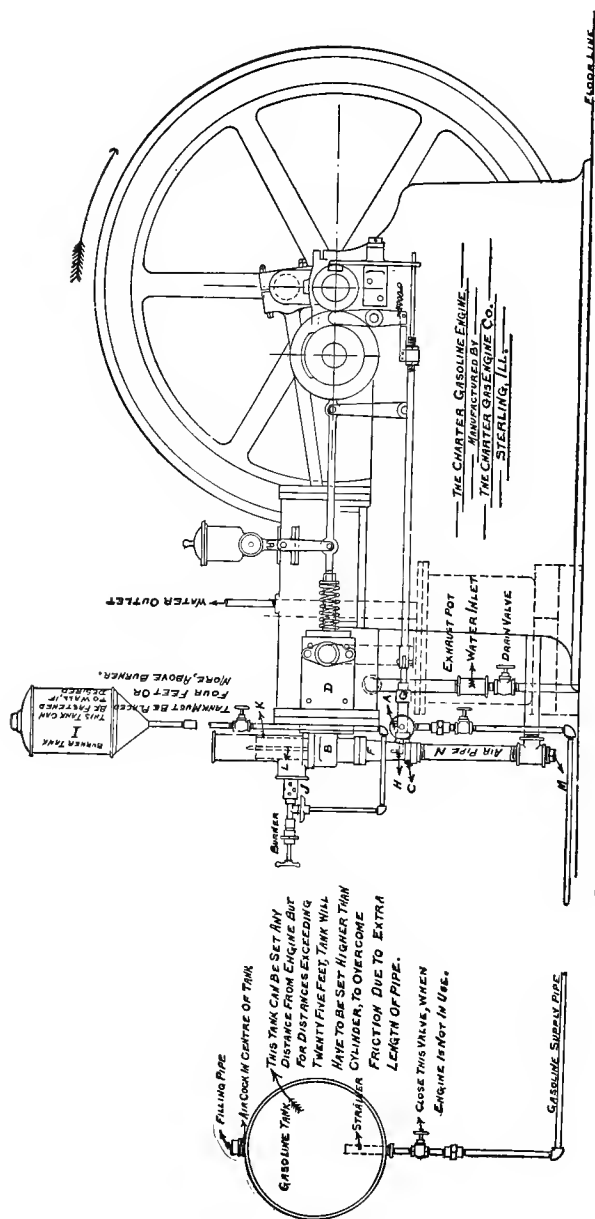 FLOOR LINE
THE CHARTER GASOLINE ENGINE
MANUFACTURED BY
THE CHARTER GAS ENGINE CO.
STERLING, ILL.
WATER OUTLET
BURNER TANK
I
THIS TANK CAN
BE FASTENED
TO WALL, IF
DESIRED
TANK MUST BE PLACED
FOUR FEET OR
MORE, ABOVE BURNER.
K
L
J
BURNER
B
F
D
A
G
H
C
EXHAUST POT
WATER INLET
DRAIN VALVE
AIR PIPE N
M
FILLING PIPE
AIR COCK IN CENTRE OF TANK
GASOLINE TANK
THIS TANK CAN BE SET ANY
DISTANCE FROM ENGINE BUT
FOR DISTANCES EXCEEDING
TWENTY FIVE FEET, TANK WILL
HAVE TO BE SET HIGHER THAN
CYLINDER, TO OVERCOME
FRICTION DUE TO EXTRA
LENGTH OF PIPE.
STRAINER
CLOSE THIS VALVE, WHEN
ENGINE IS NOT IN USE.
GASOLINE SUPPLY PIPE